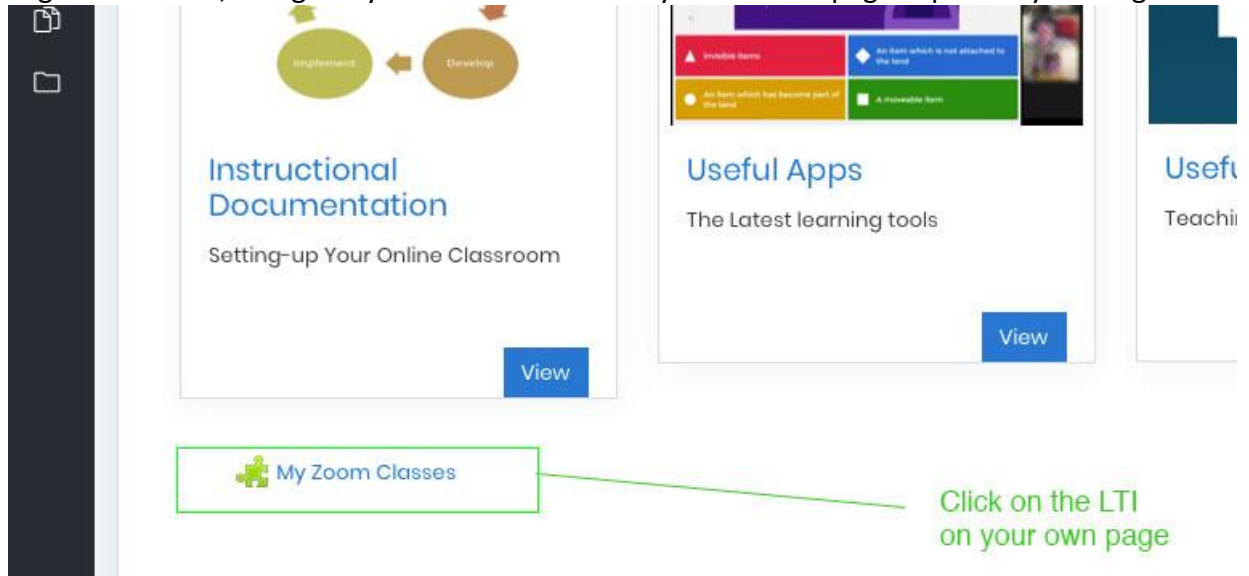 Implement
Develop
Invisible items
An item which is not attached to
the land
An item which has become part of
the land
A moveable item
Instructional
Documentation
Setting-up Your Online Classroom
View
Useful Apps
The Latest learning tools
View
Usefu
Teachin
My Zoom Classes
Click on the LTI
on your own page